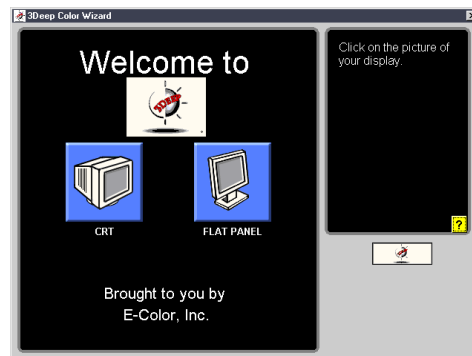 3Deep Color Wizard
Welcome to
3DEEP
CRT
FLAT PANEL
Brought to you by
E-Color, Inc.
Click on the picture of
your display.
?